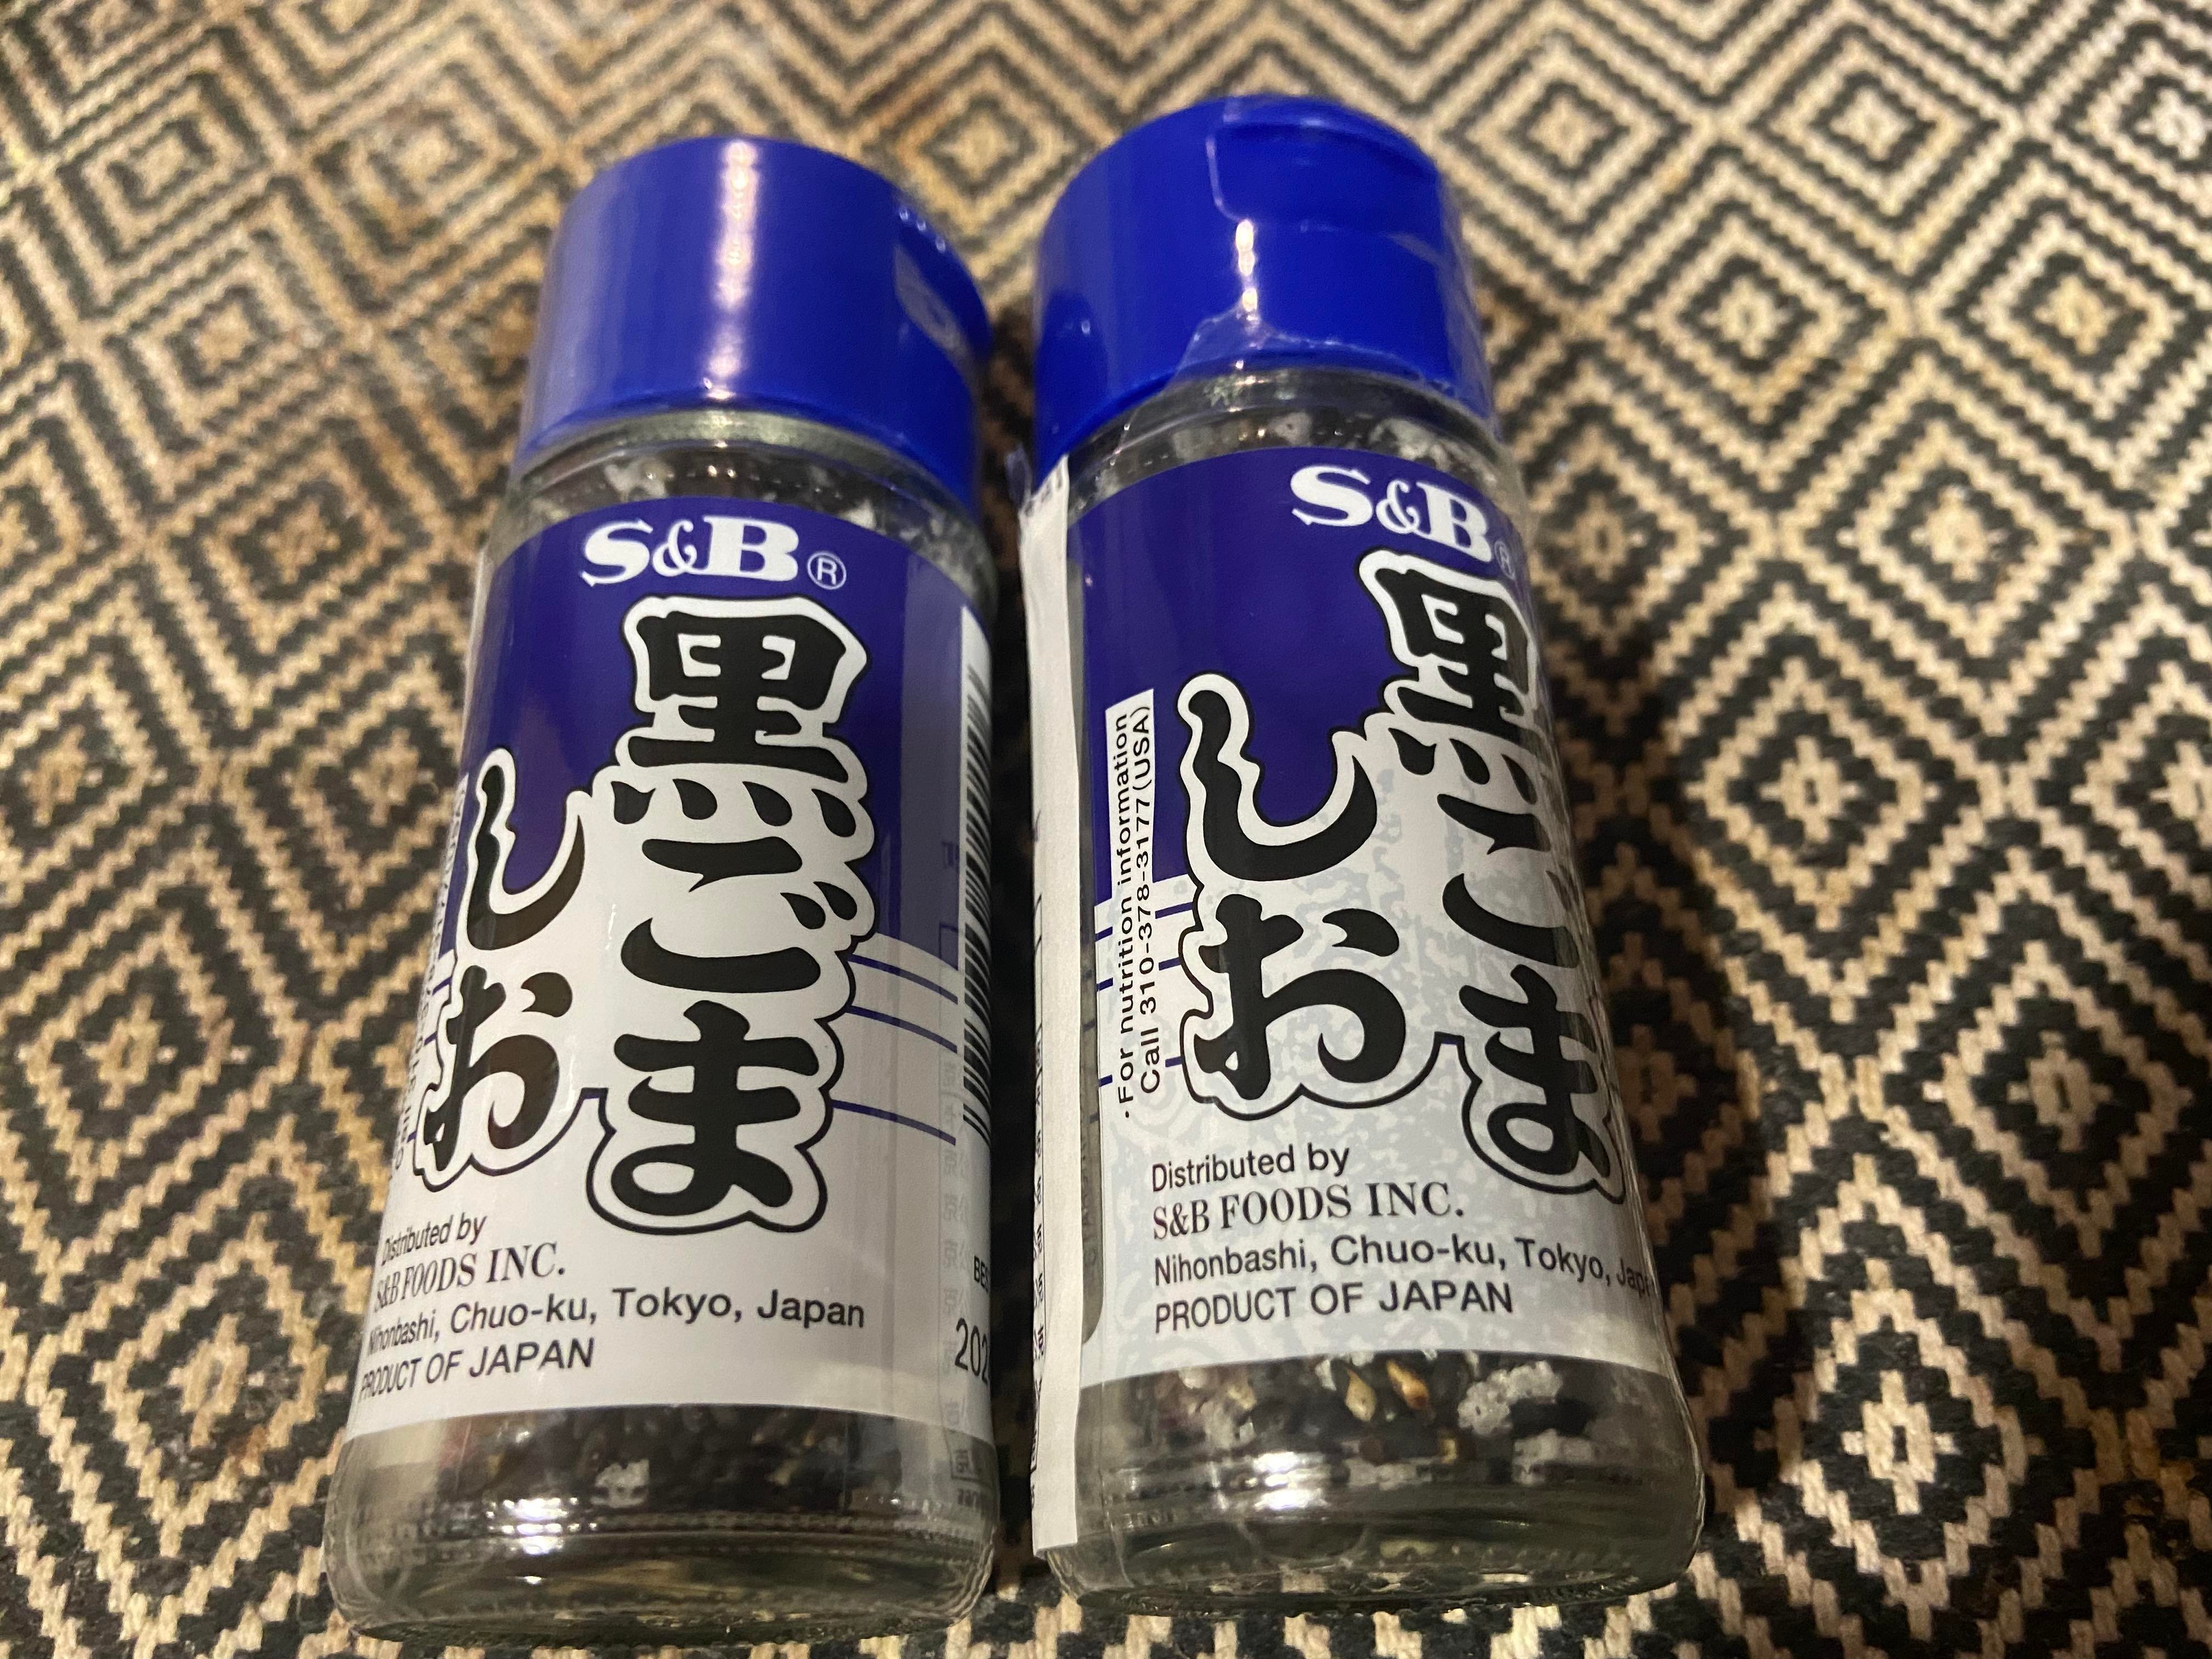 S&B®
黒ごま
しお
Distributed by
S&B FOODS INC.
Nihonbashi, Chuo-ku, Tokyo, Japan
PRODUCT OF JAPAN
S&B®
黒ごま
しお
・For nutrition information
Call 310-378-3177(USA)
Distributed by
S&B FOODS INC.
Nihonbashi, Chuo-ku, Tokyo,
PRODUCT OF JAPAN